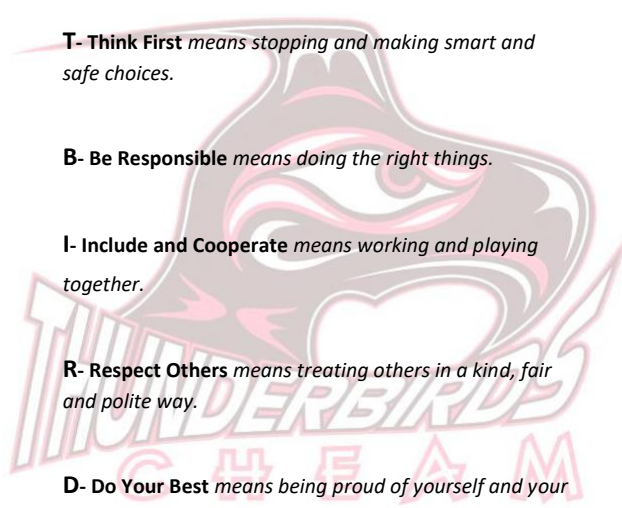 T- Think First means stopping and making smart and
safe choices.
B- Be Responsible means doing the right things.
I- Include and Cooperate means working and playing
together.
R- Respect Others means treating others in a kind, fair
and polite way.
THUNDERBIRDS
CHEAM
D- Do Your Best means being proud of yourself and your